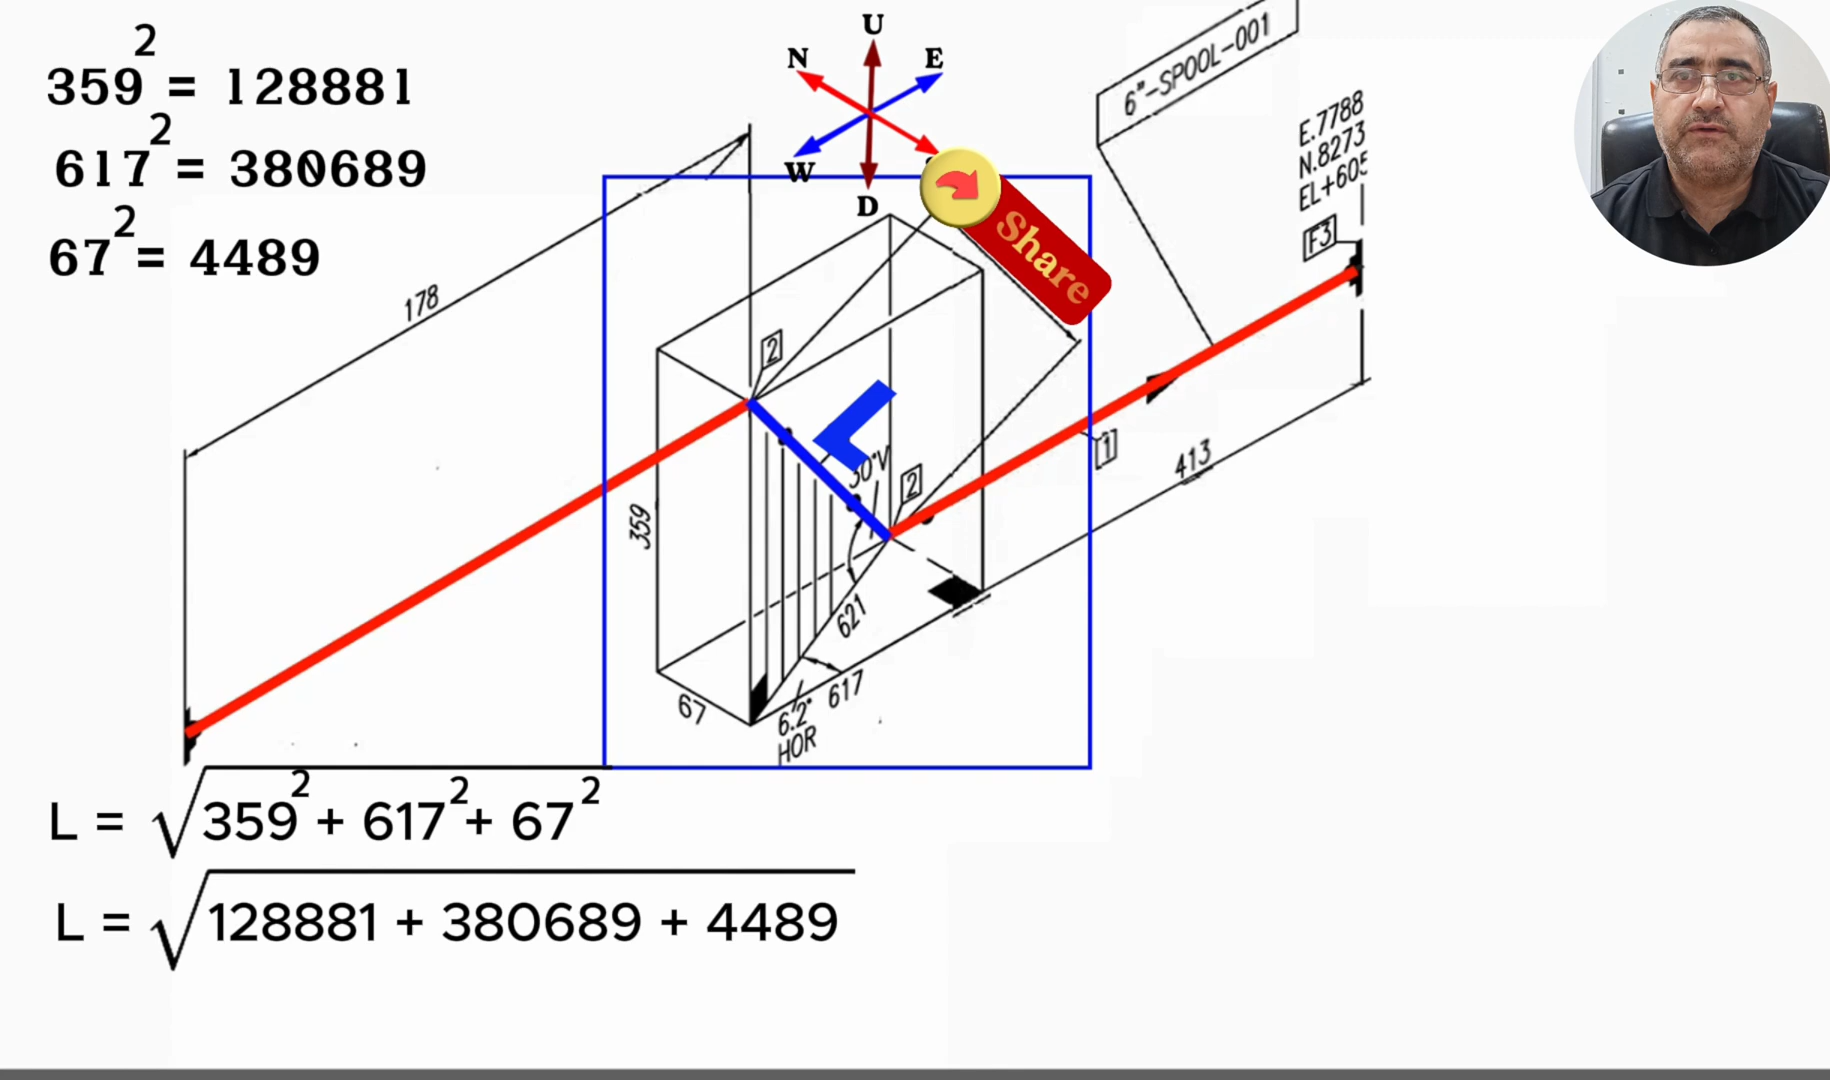 359² = 128881
617² = 380689
67² = 4489
U
N
E
W
D
Share
6"-SPOOL-001
E.7788
N.8273
EL+605
F3
178
2
L
2
1
413
359
621
617
67
6.2°
HOR
L = √359² + 617² + 67²
L = √128881 + 380689 + 4489